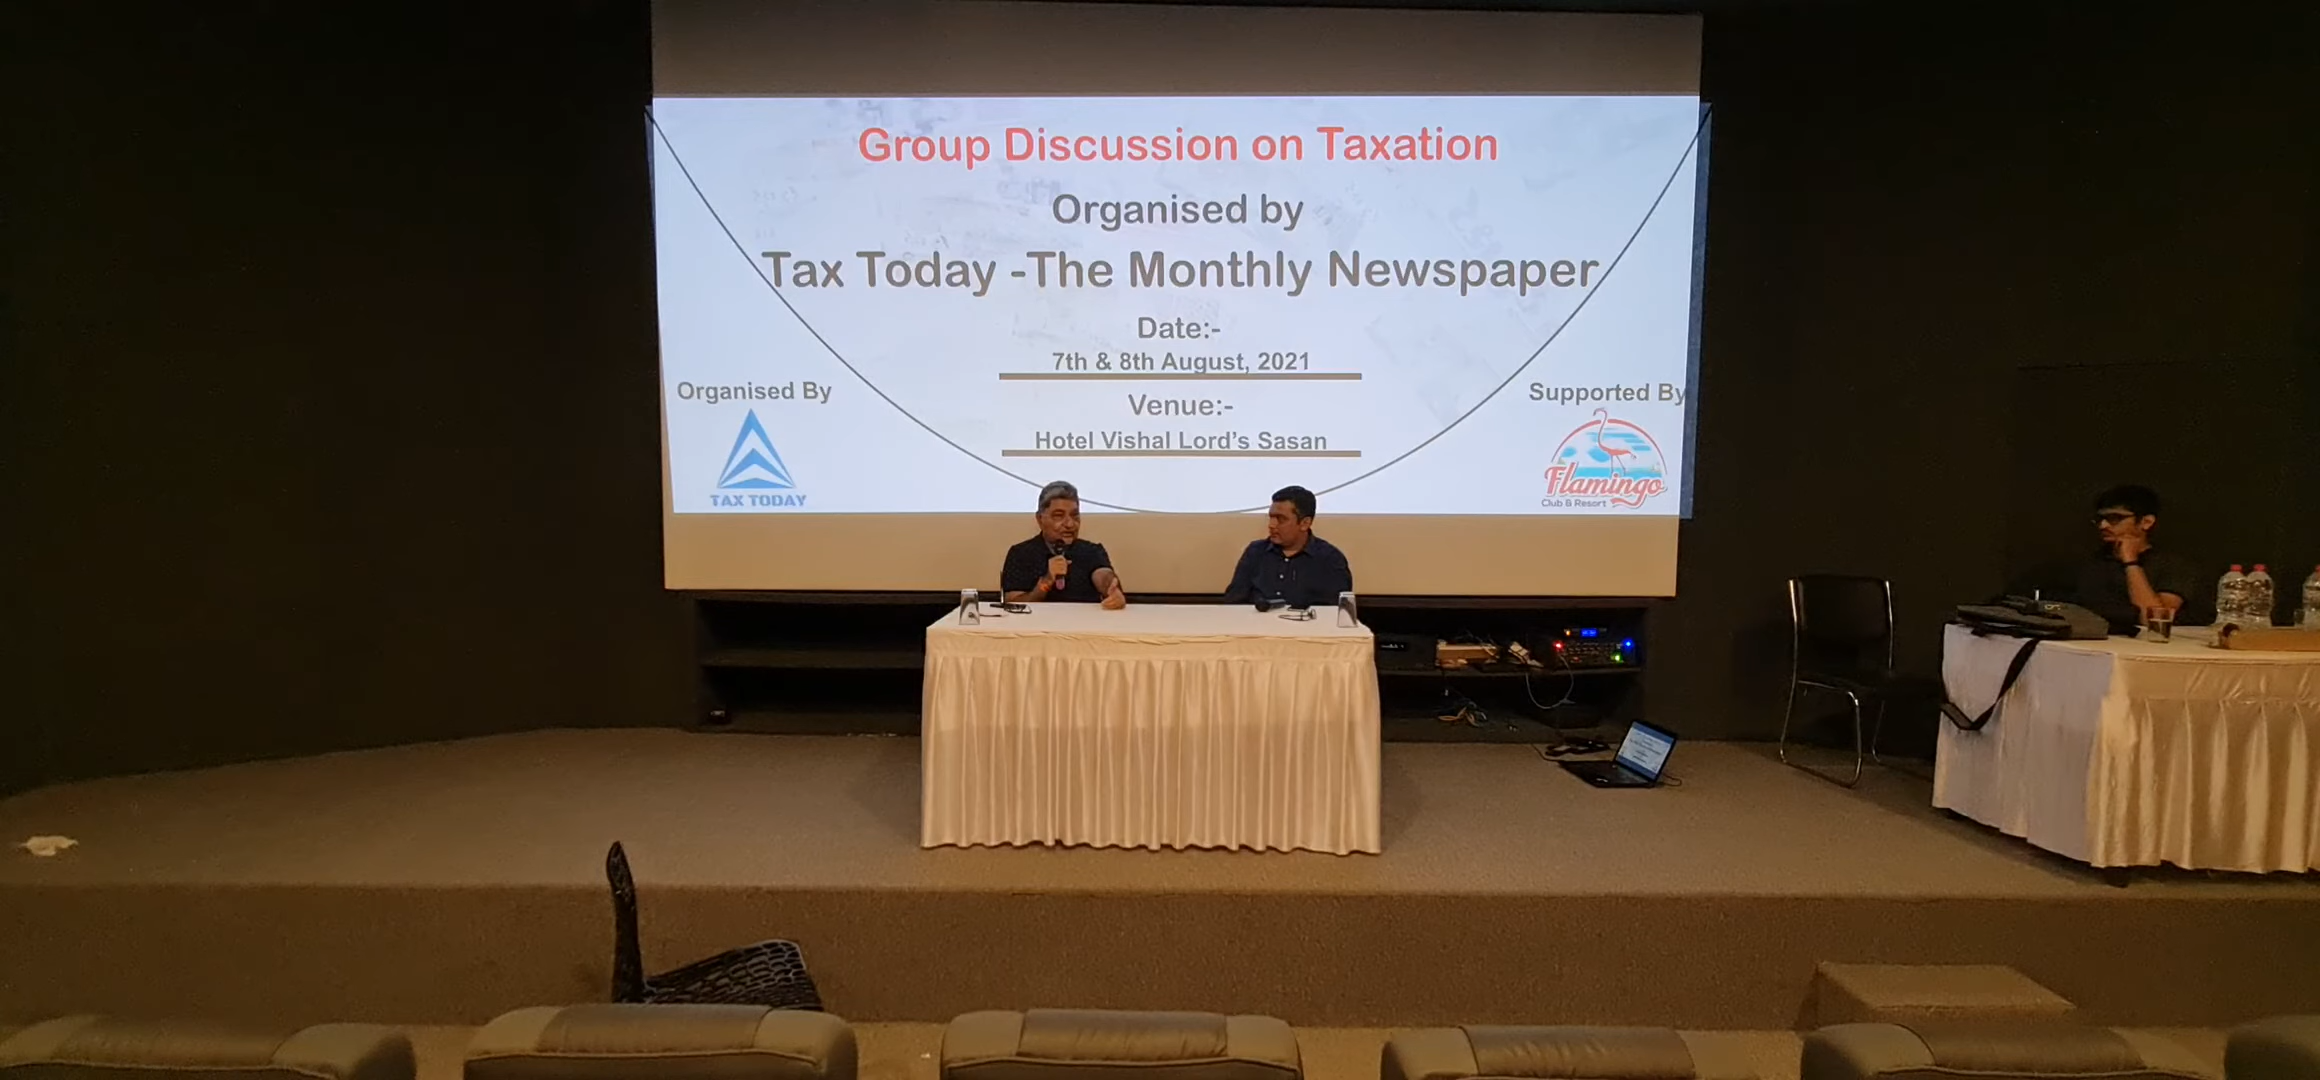 Group Discussion on Taxation
Organised by
Tax Today -The Monthly Newspaper
Date:-
7th & 8th August, 2021
Venue:-
Hotel Vishal Lord's Sasan
Organised By
TAX TODAY
Supported By
Flamingo
Club & Resort